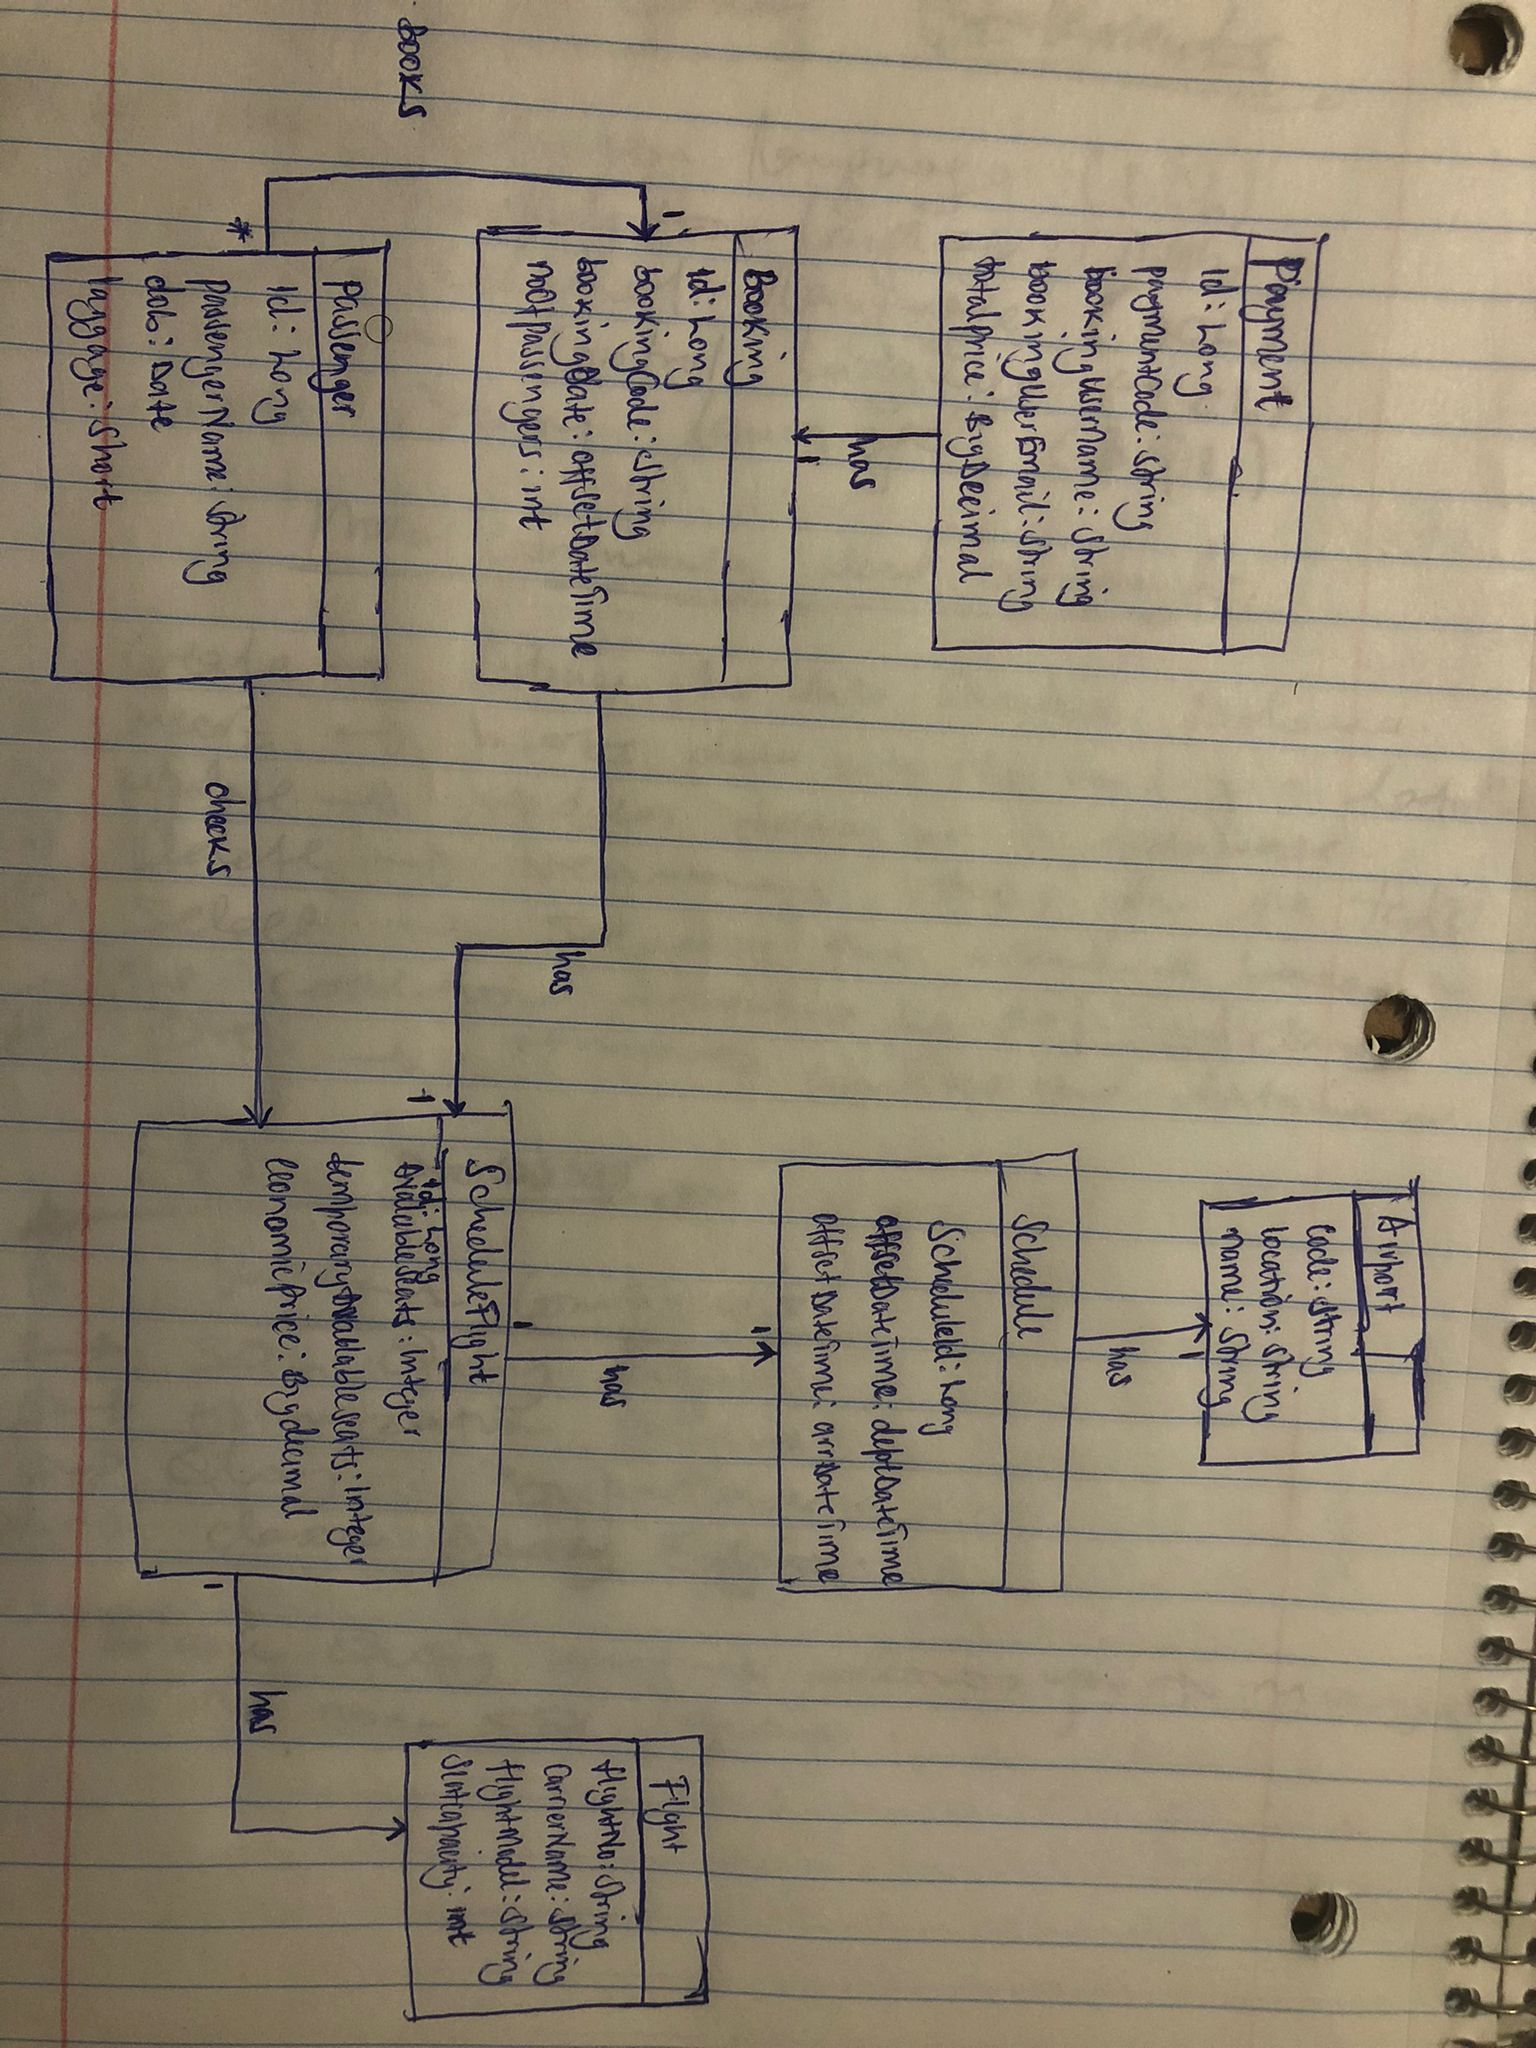 Payment
Id: Long
paymentCode: String
bookingUserName: String
bookingUserEmail: String
totalprice: BigDecimal
has
1
Booking
Id: Long
bookingCode: String
bookingDate: offsetDateTime
noOfpassengers: int
1
books
*
Passenger
Id: Long
passengerName: String
dob: Date
luggage: Short
checks
has
1
Airport
Code: String
Location: String
name: String
1
has
Schedule
ScheduleId: Long
offsetDateTime: deptDateTime
offsetDateTime: arrDateTime
1
has
1
ScheduleFlight
Id: Long
AvailableSeats: Integer
temporaryAvailableSeats: Integer
economicPrice: Bigdecimal
1
has
Flight
flightNo: String
CarrierName: String
flightModel: String
Seatcapacity: int